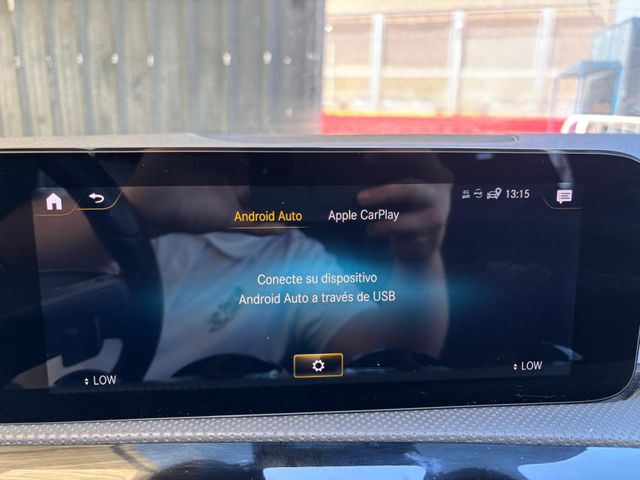 Android Auto
Apple CarPlay
4G
13:15
Conecte su dispositivo
Android Auto a través de USB
LOW
LOW